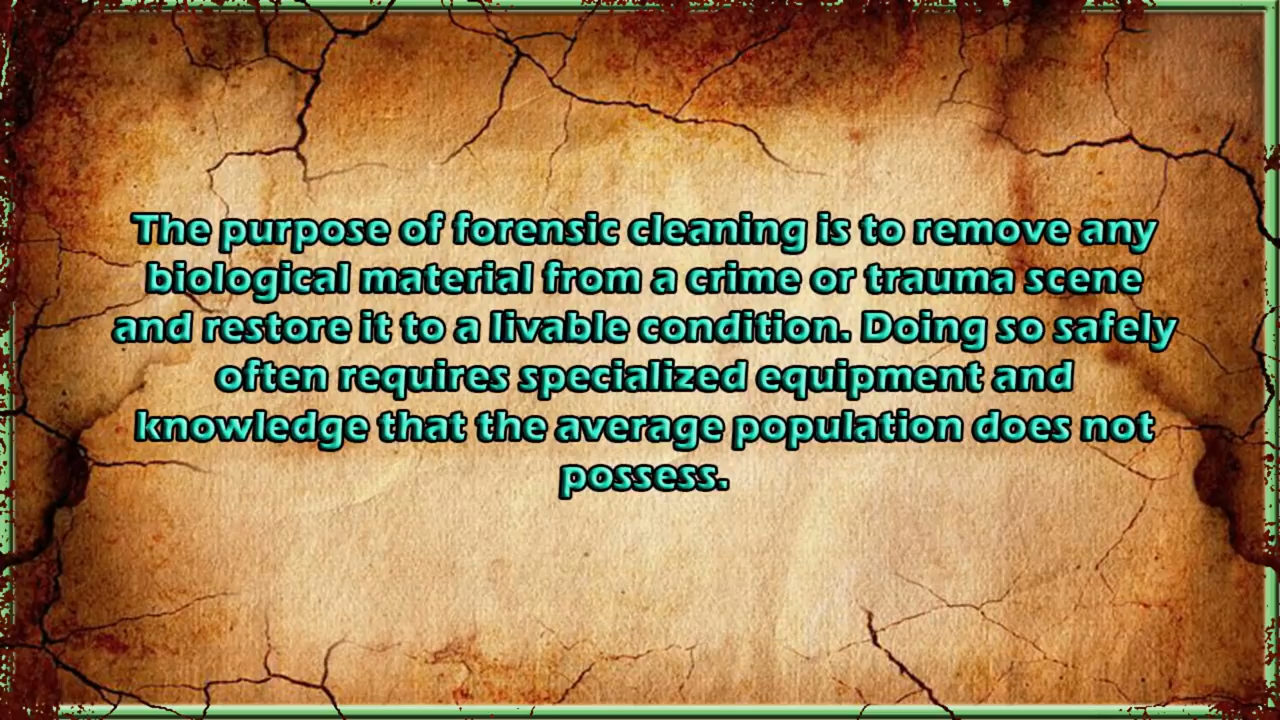 The purpose of forensic cleaning is to remove any
biological material from a crime or trauma scene
and restore it to a livable condition. Doing so safely
often requires specialized equipment and
knowledge that the average population does not
possess.